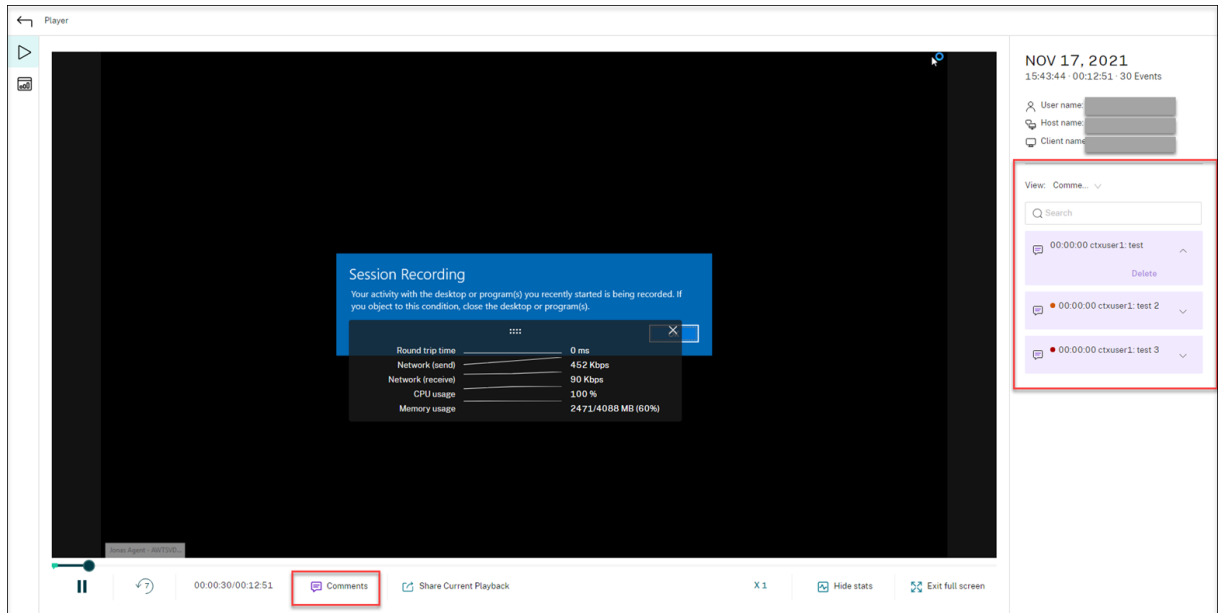 Player
NOV 17, 2021
15:43:44 · 00:12:51 · 30 Events
User name:
Host name:
Client name
View: Comme...
Search
00:00:00 ctxuser1: test
Delete
00:00:00 ctxuser1: test 2
00:00:00 ctxuser1: test 3
Session Recording
Your activity with the desktop or program(s) you recently started is being recorded. If
you object to this condition, close the desktop or program(s).
Round trip time 0 ms
Network (send) 452 Kbps
Network (receive) 90 Kbps
CPU usage 100 %
Memory usage 2471/4088 MB (60%)
7 00:00:30/00:12:51 Comments Share Current Playback X 1 Hide stats Exit full screen